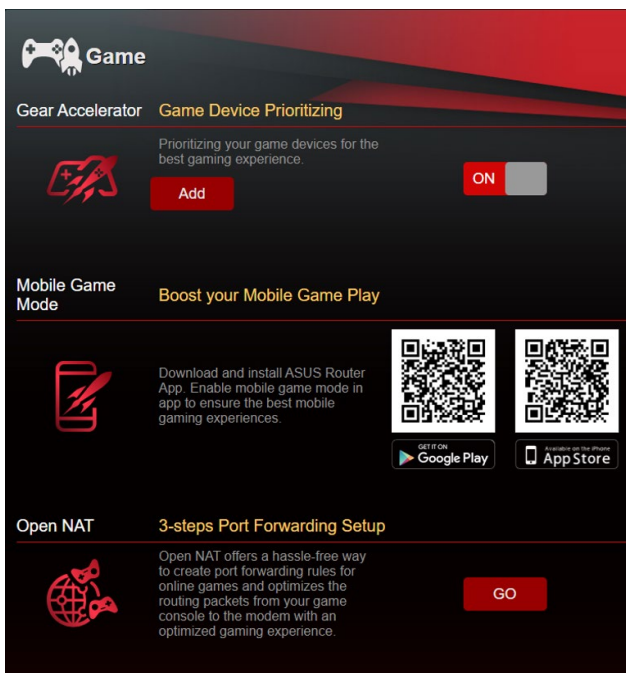 Game
Gear Accelerator
Game Device Prioritizing
Prioritizing your game devices for the
best gaming experience.
Add
ON
Mobile Game
Mode
Boost your Mobile Game Play
Download and install ASUS Router
App. Enable mobile game mode in
app to ensure the best mobile
gaming experiences.
GET IT ON
Google Play
Available on the iPhone
App Store
Open NAT
3-steps Port Forwarding Setup
Open NAT offers a hassle-free way
to create port forwarding rules for
online games and optimizes the
routing packets from your game
console to the modem with an
optimized gaming experience.
GO